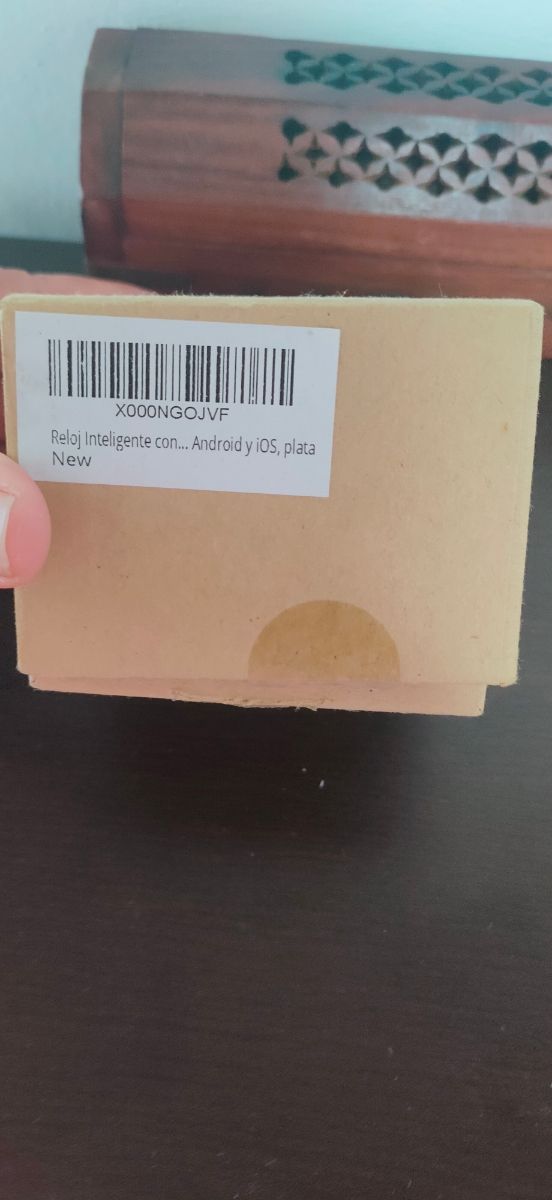 X000NGOJVF
Reloj Inteligente con... Android y iOS, plata
New